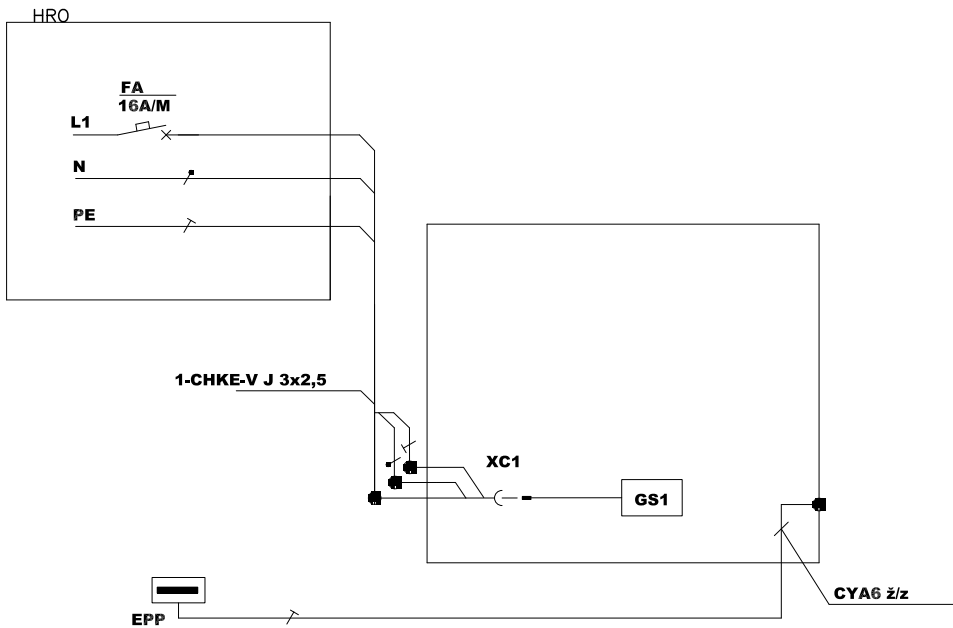 HRO
FA
16A/M
L1
N
PE
1-CHKE-V J 3x2,5
XC1
GS1
CYA6 ž/z
EPP